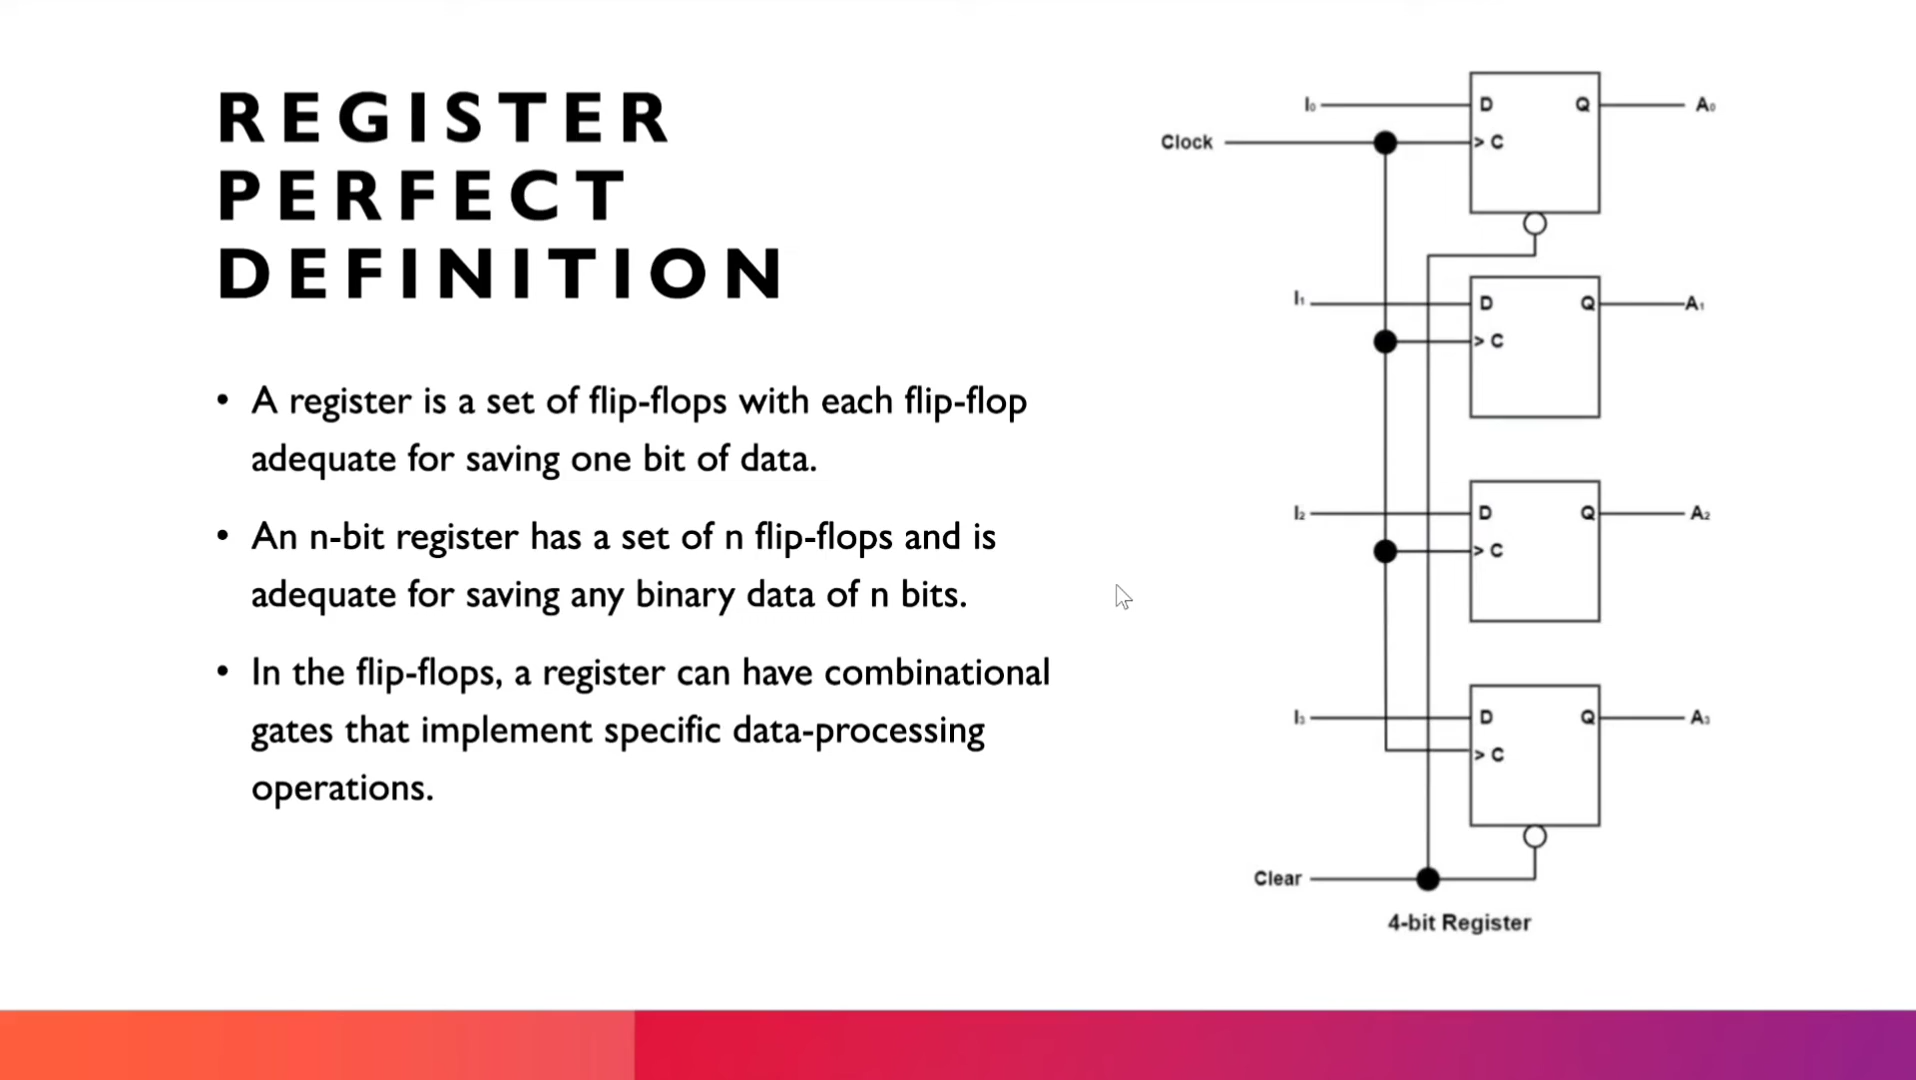 REGISTER
PERFECT
DEFINITION
• A register is a set of flip-flops with each flip-flop
adequate for saving one bit of data.
• An n-bit register has a set of n flip-flops and is
adequate for saving any binary data of n bits.
• In the flip-flops, a register can have combinational
gates that implement specific data-processing
operations.
I₀ D Q A₀
Clock > C
I₁ D Q A₁
> C
I₂ D Q A₂
> C
I₃ D Q A₃
> C
Clear
4-bit Register